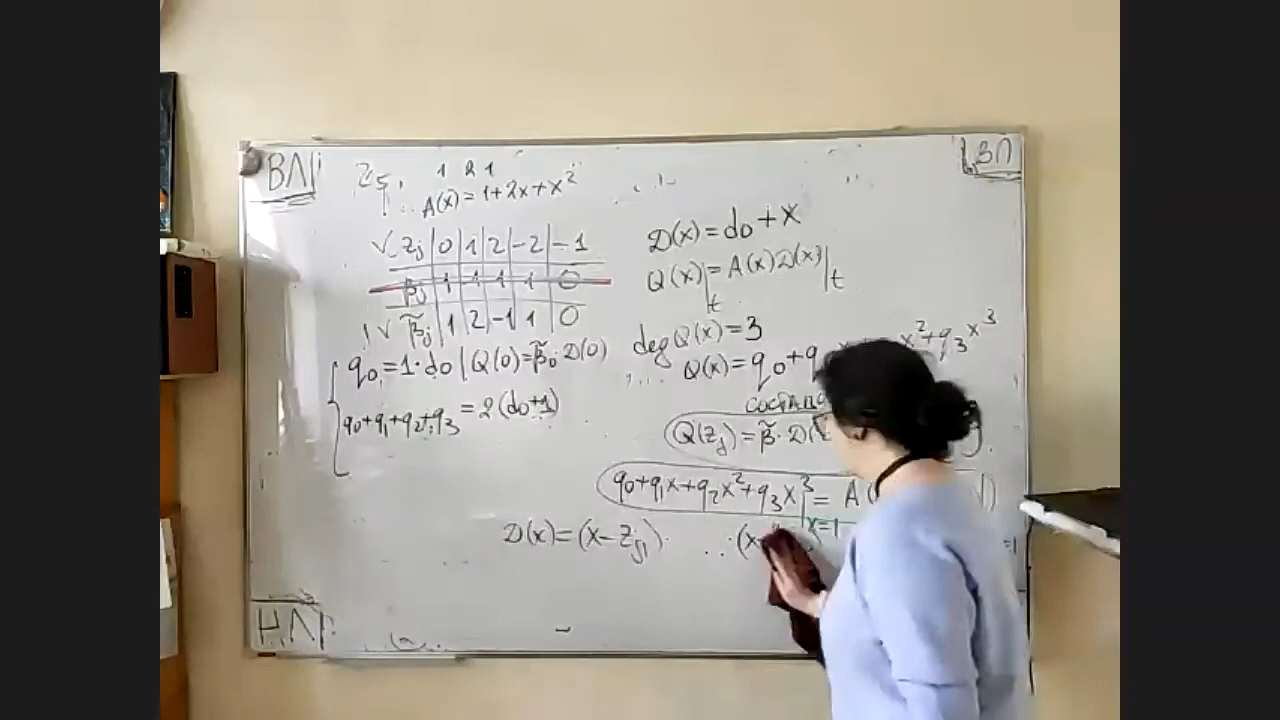 ВЛ
ВП
Z5.
1 2 1
A(x)=1+2x+x²
√ zj | 0 | 1 | 2 | -2 | -1
βj | 1 | -1 | -1 | 1 | 0
√ β̃j | 1 | 2 | -1 | 1 | 0
q0=1·d0 | Q(0)=β̃0·D(0)
q0+q1+q2+q3=2(d0+1)
D(x)=d0+x
Q(x)|t=A(x)D(x)|t
deg Q(x)=3
Q(x)=q0+q x²+q3x³
Q(zj)=β̃·D(
q0+q1x+q2x²+q3x³|x=1 = A(
D(x)=(x-zj1)· ... (x-
НЛ